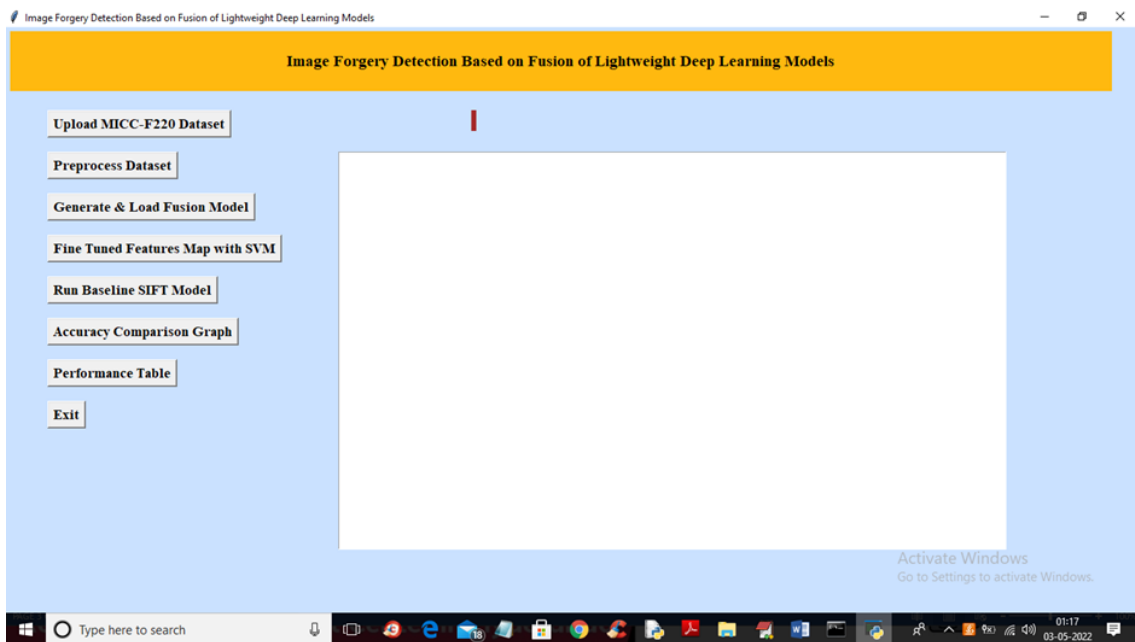 Image Forgery Detection Based on Fusion of Lightweight Deep Learning Models
Image Forgery Detection Based on Fusion of Lightweight Deep Learning Models
Upload MICC-F220 Dataset
Preprocess Dataset
Generate & Load Fusion Model
Fine Tuned Features Map with SVM
Run Baseline SIFT Model
Accuracy Comparison Graph
Performance Table
Exit
Activate Windows
Go to Settings to activate Windows.
Type here to search
18
01:17
03-05-2022